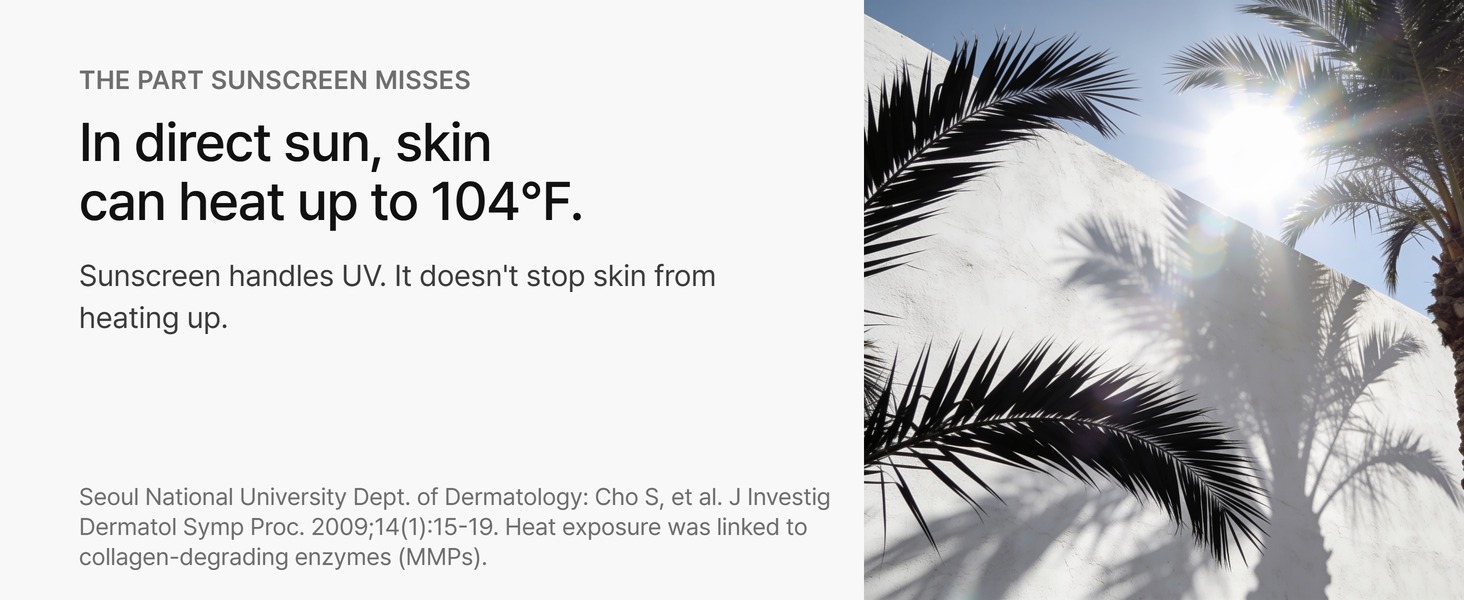 THE PART SUNSCREEN MISSES
In direct sun, skin
can heat up to 104°F.
Sunscreen handles UV. It doesn't stop skin from
heating up.
Seoul National University Dept. of Dermatology: Cho S, et al. J Investig
Dermatol Symp Proc. 2009;14(1):15-19. Heat exposure was linked to
collagen-degrading enzymes (MMPs).